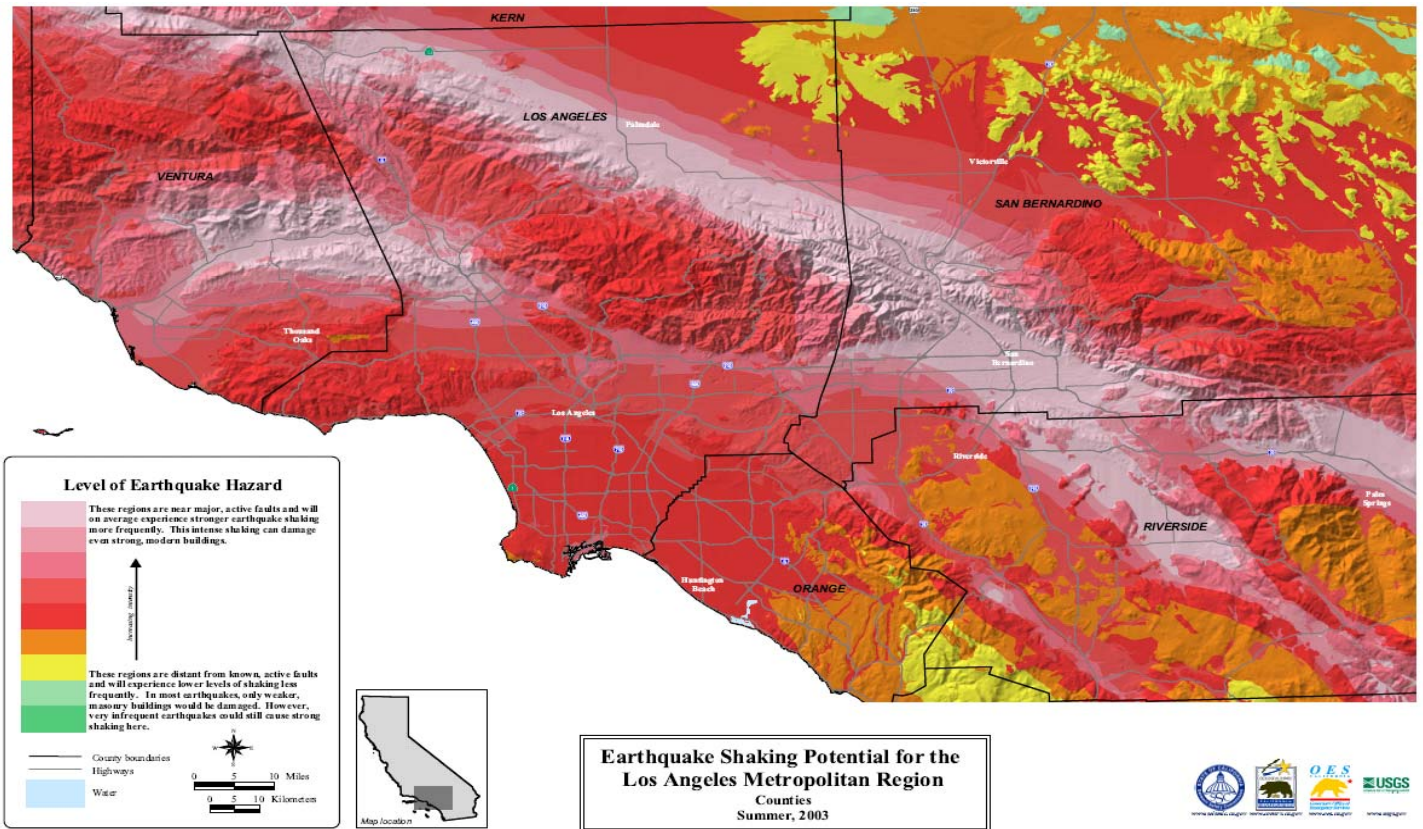 KERN
LOS ANGELES
Palmdale
VENTURA
Victorville
SAN BERNARDINO
Thousand
Oaks
San
Bernardino
Los Angeles
Riverside
Palm
Springs
RIVERSIDE
Huntington
Beach
ORANGE
Level of Earthquake Hazard
These regions are near major, active faults and will
on average experience stronger earthquake shaking
more frequently. This intense shaking can damage
even strong, modern buildings.
Increasing intensity
These regions are distant from known, active faults
and will experience lower levels of shaking less
frequently. In most earthquakes, only weaker,
masonry buildings would be damaged. However,
very infrequent earthquakes could still cause strong
shaking here.
County boundaries
Highways
Water
N
W E
S
0 5 10 Miles
0 5 10 Kilometers
Map location
Earthquake Shaking Potential for the
Los Angeles Metropolitan Region
Counties
Summer, 2003
OES
CALIFORNIA
USGS